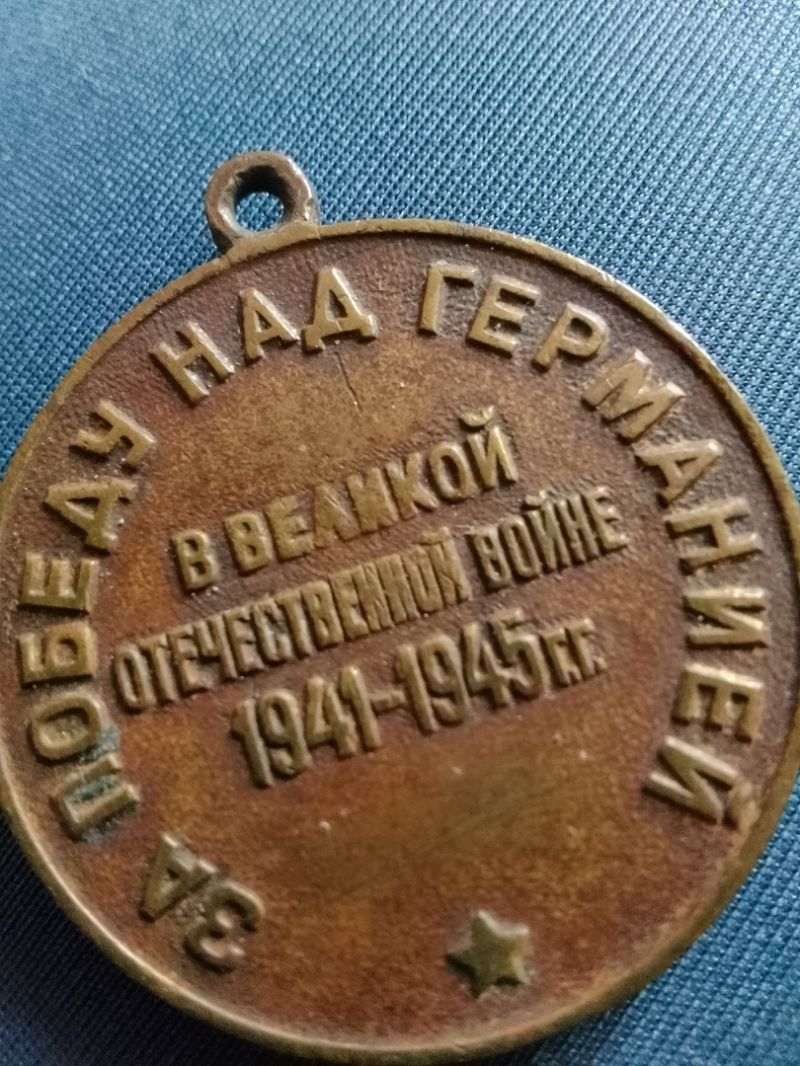 ЗА ПОБЕДУ НАД ГЕРМАНИЕЙ
В ВЕЛИКОЙ
ОТЕЧЕСТВЕННОЙ ВОЙНЕ
1941-1945 Г.Г.